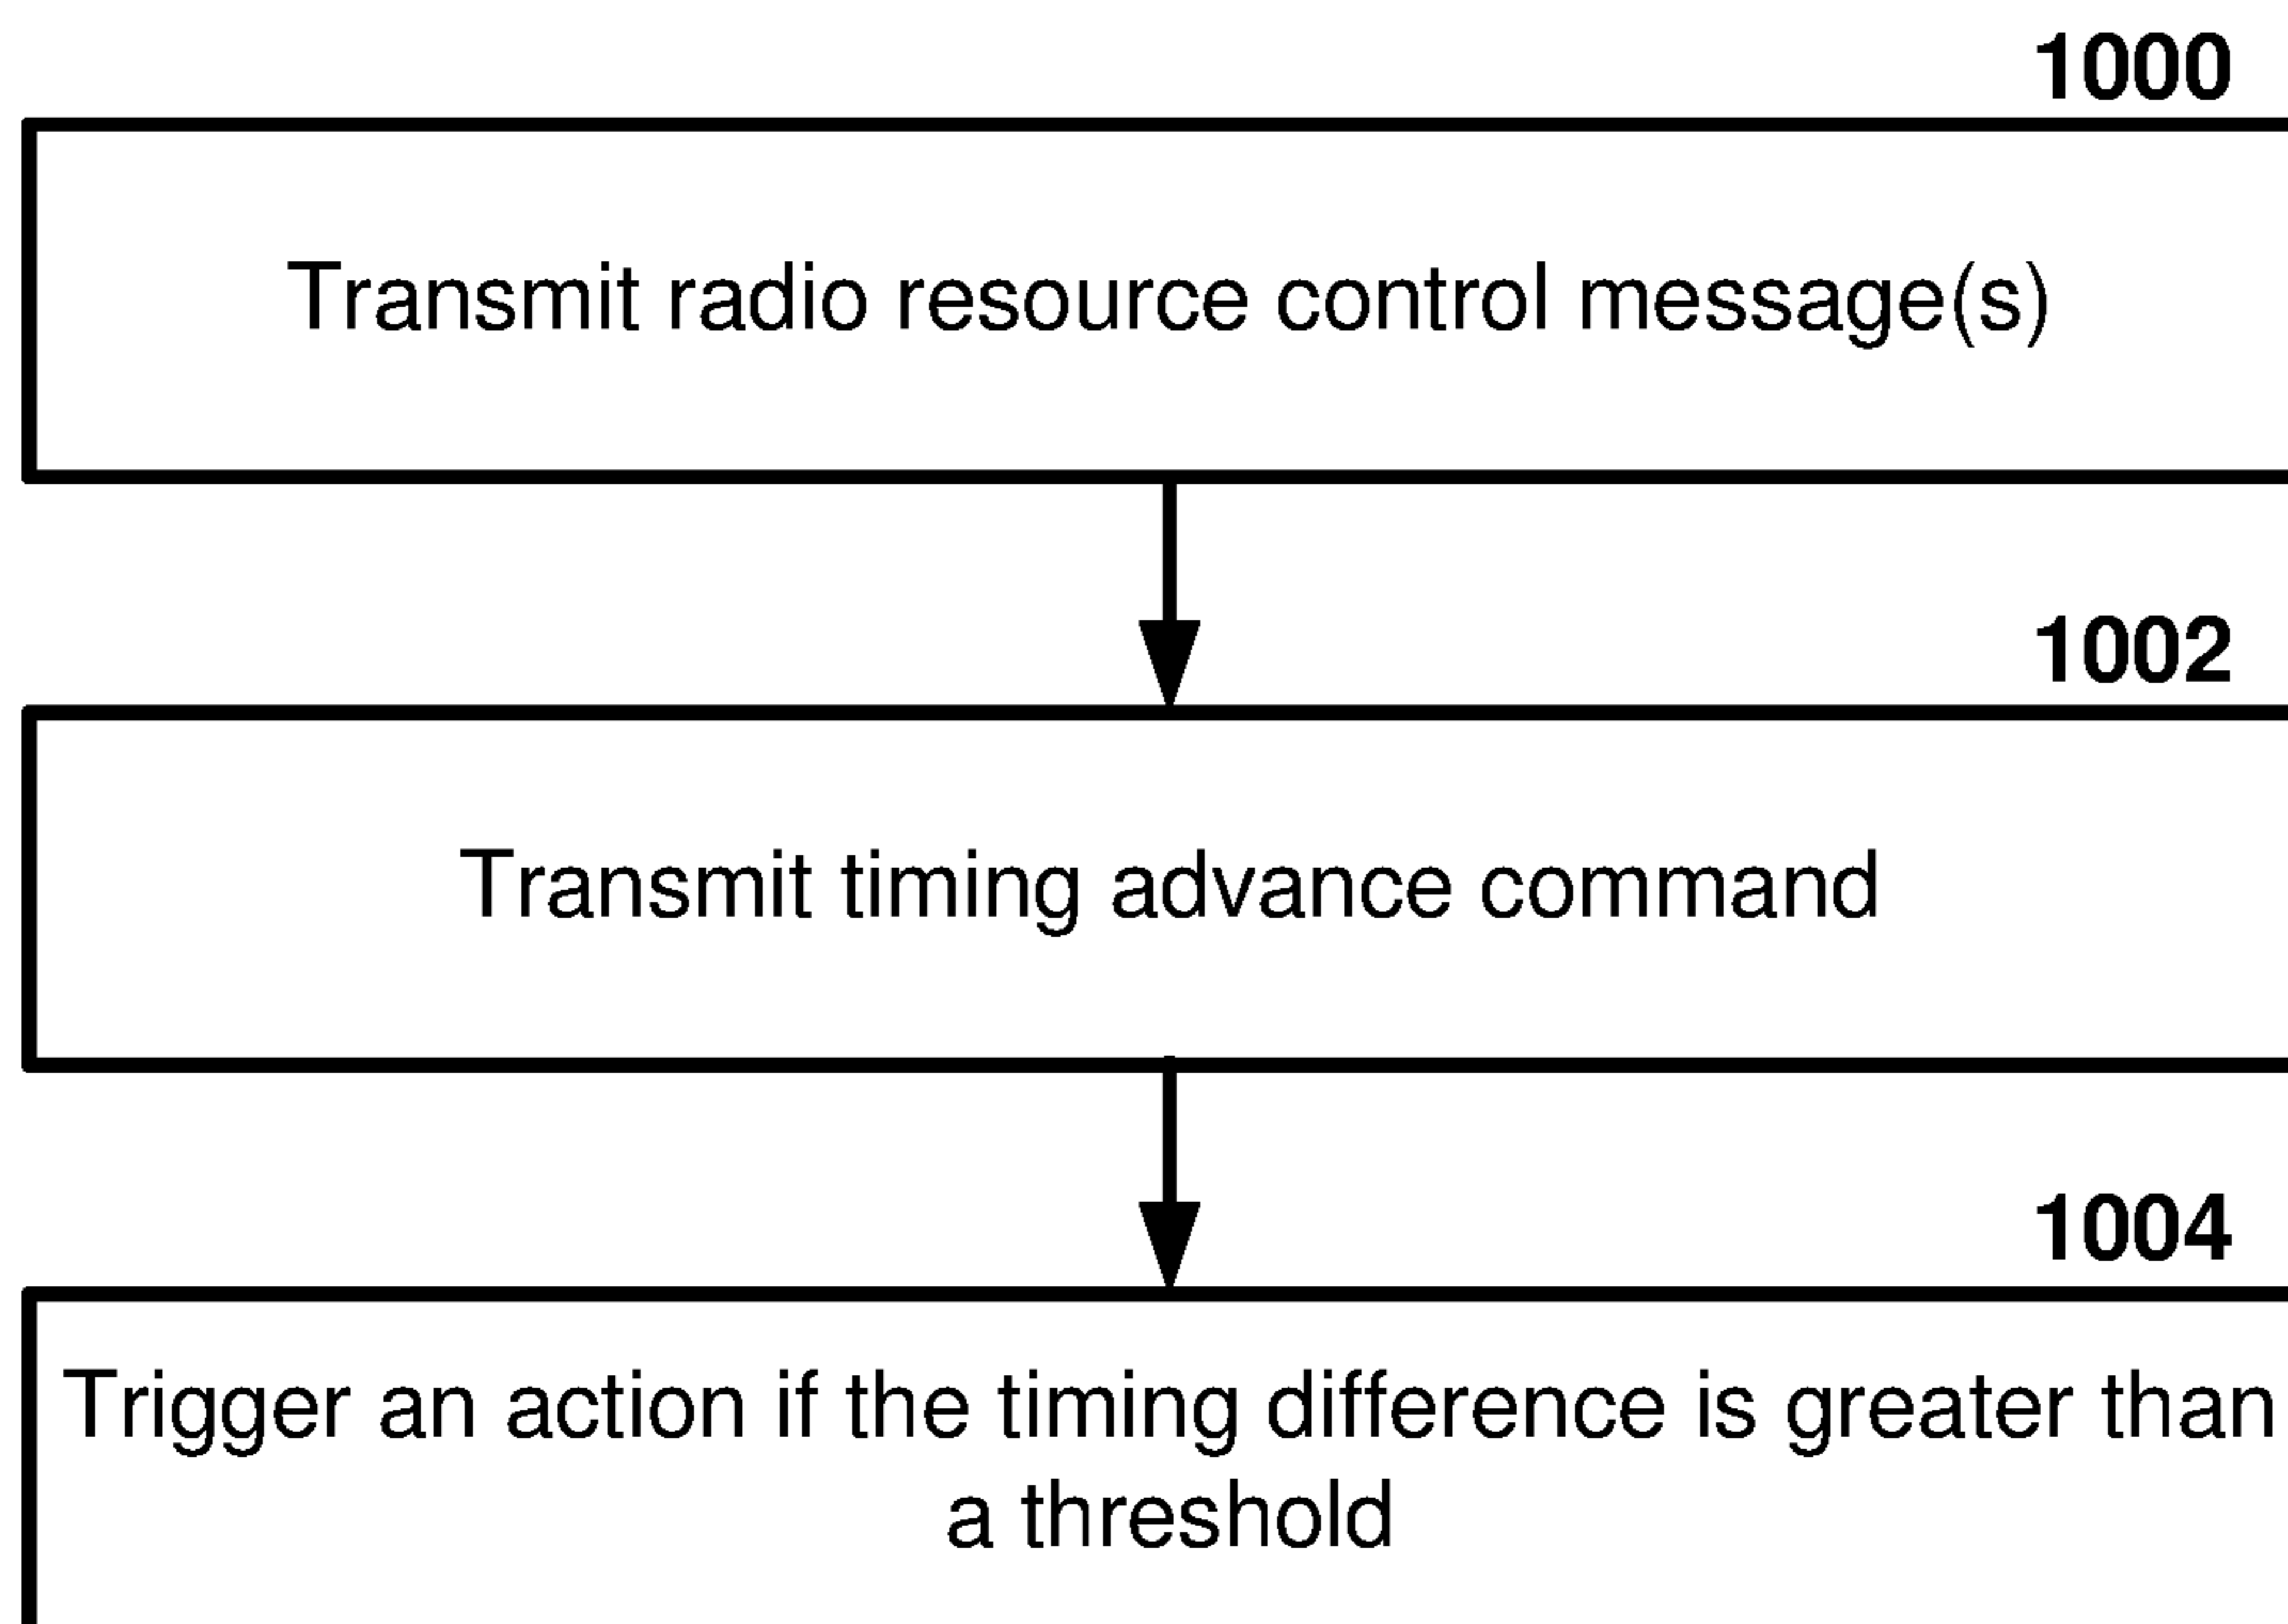 1000
Transmit radio resource control message(s)
1002
Transmit timing advance command
1004
Trigger an action if the timing difference is greater than
a threshold